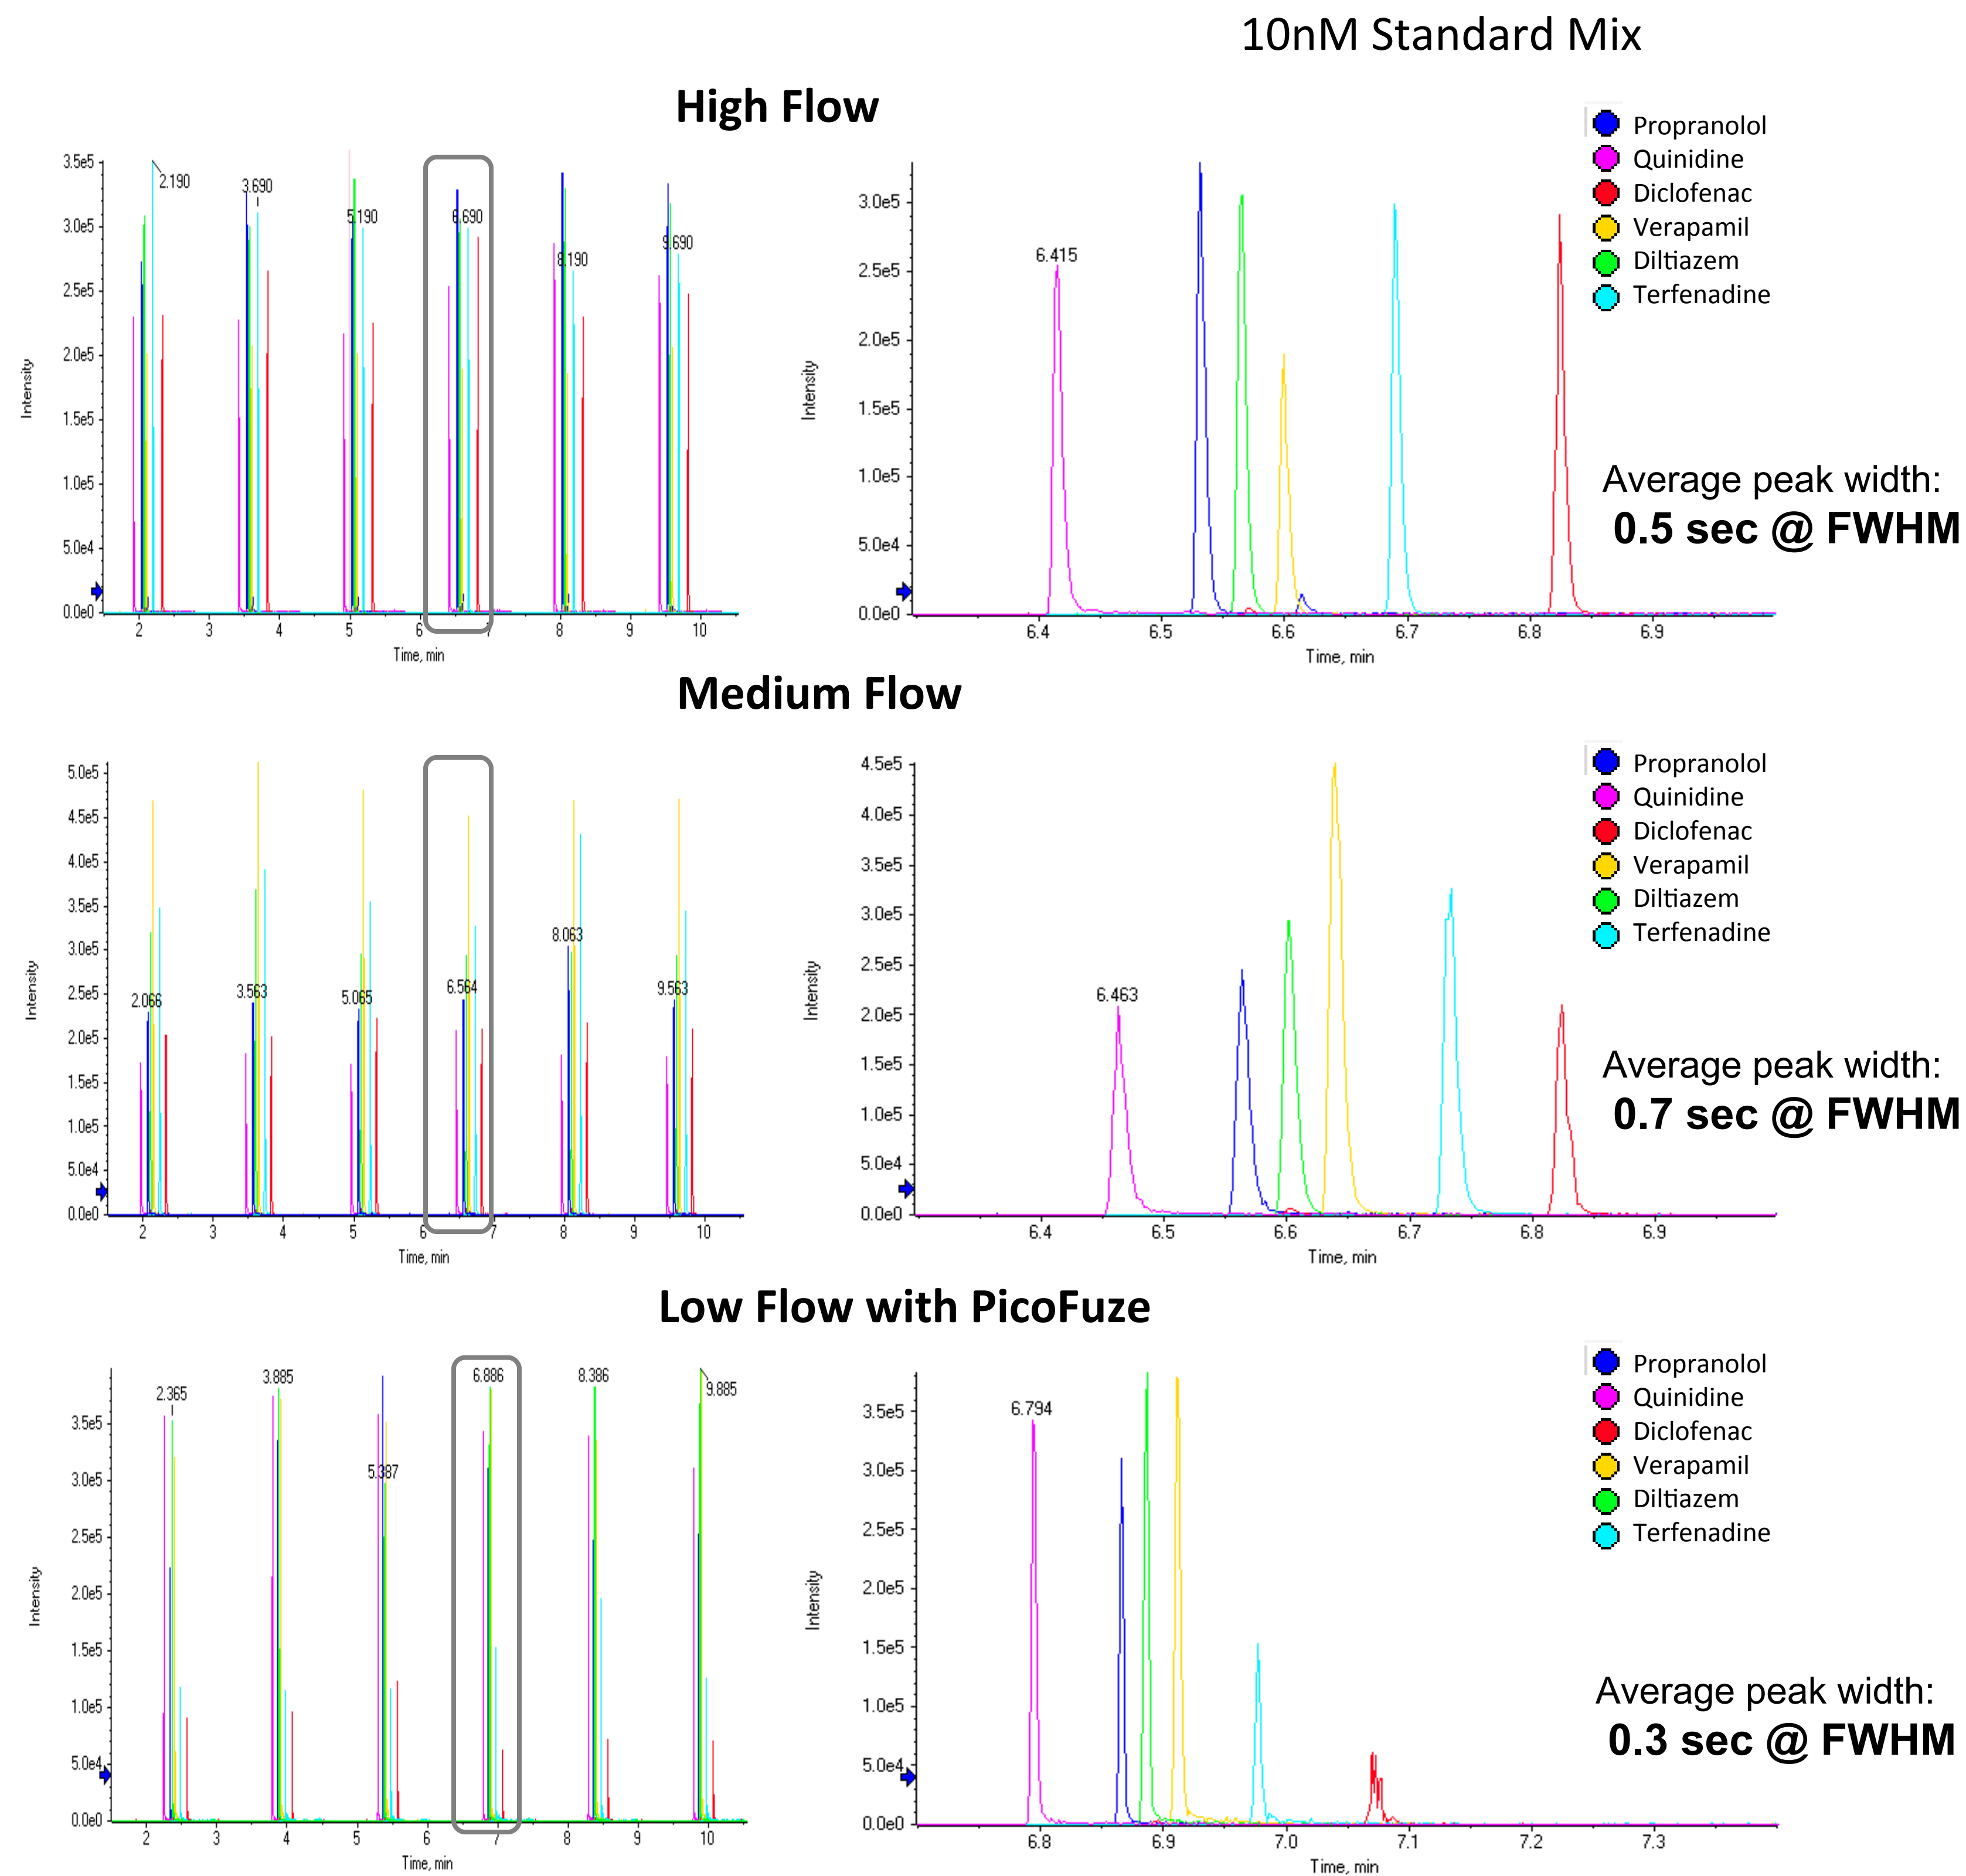 10nM Standard Mix
High Flow
3.5e5
3.0e5
2.5e5
2.0e5
1.5e5
1.0e5
5.0e4
0.0e0
Intensity
2.190
3.690
5.190
6.690
8.190
9.690
2 3 4 5 6 7 8 9 10
Time, min
3.0e5
2.5e5
2.0e5
1.5e5
1.0e5
5.0e4
0.0e0
Intensity
6.415
6.4 6.5 6.6 6.7 6.8 6.9
Time, min
Propranolol
Quinidine
Diclofenac
Verapamil
Diltiazem
Terfenadine
Average peak width:
0.5 sec @ FWHM
Medium Flow
5.0e5
4.5e5
4.0e5
3.5e5
3.0e5
2.5e5
2.0e5
1.5e5
1.0e5
5.0e4
0.0e0
Intensity
2.066
3.563
5.065
6.564
8.063
9.563
2 3 4 5 6 7 8 9 10
Time, min
4.5e5
4.0e5
3.5e5
3.0e5
2.5e5
2.0e5
1.5e5
1.0e5
5.0e4
0.0e0
Intensity
6.463
6.4 6.5 6.6 6.7 6.8 6.9
Time, min
Propranolol
Quinidine
Diclofenac
Verapamil
Diltiazem
Terfenadine
Average peak width:
0.7 sec @ FWHM
Low Flow with PicoFuze
3.5e5
3.0e5
2.5e5
2.0e5
1.5e5
1.0e5
5.0e4
0.0e0
Intensity
2.365
3.885
5.387
6.886
8.386
9.885
2 3 4 5 6 7 8 9 10
Time, min
3.5e5
3.0e5
2.5e5
2.0e5
1.5e5
1.0e5
5.0e4
0.0e0
Intensity
6.794
6.8 6.9 7.0 7.1 7.2 7.3
Time, min
Propranolol
Quinidine
Diclofenac
Verapamil
Diltiazem
Terfenadine
Average peak width:
0.3 sec @ FWHM